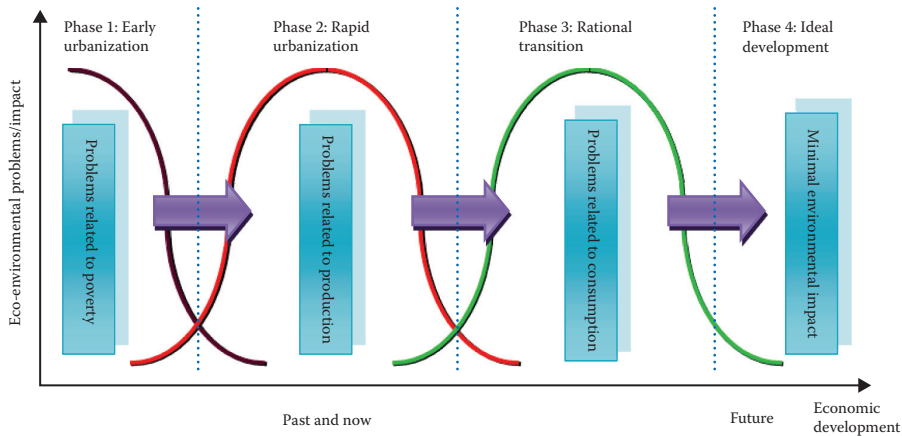 Phase 1: Early
urbanization
Phase 2: Rapid
urbanization
Phase 3: Rational
transition
Phase 4: Ideal
development
Eco-environmental problems/impact
Problems related to poverty
Problems related to production
Problems related to consumption
Minimal environmental impact
Past and now
Future
Economic
development